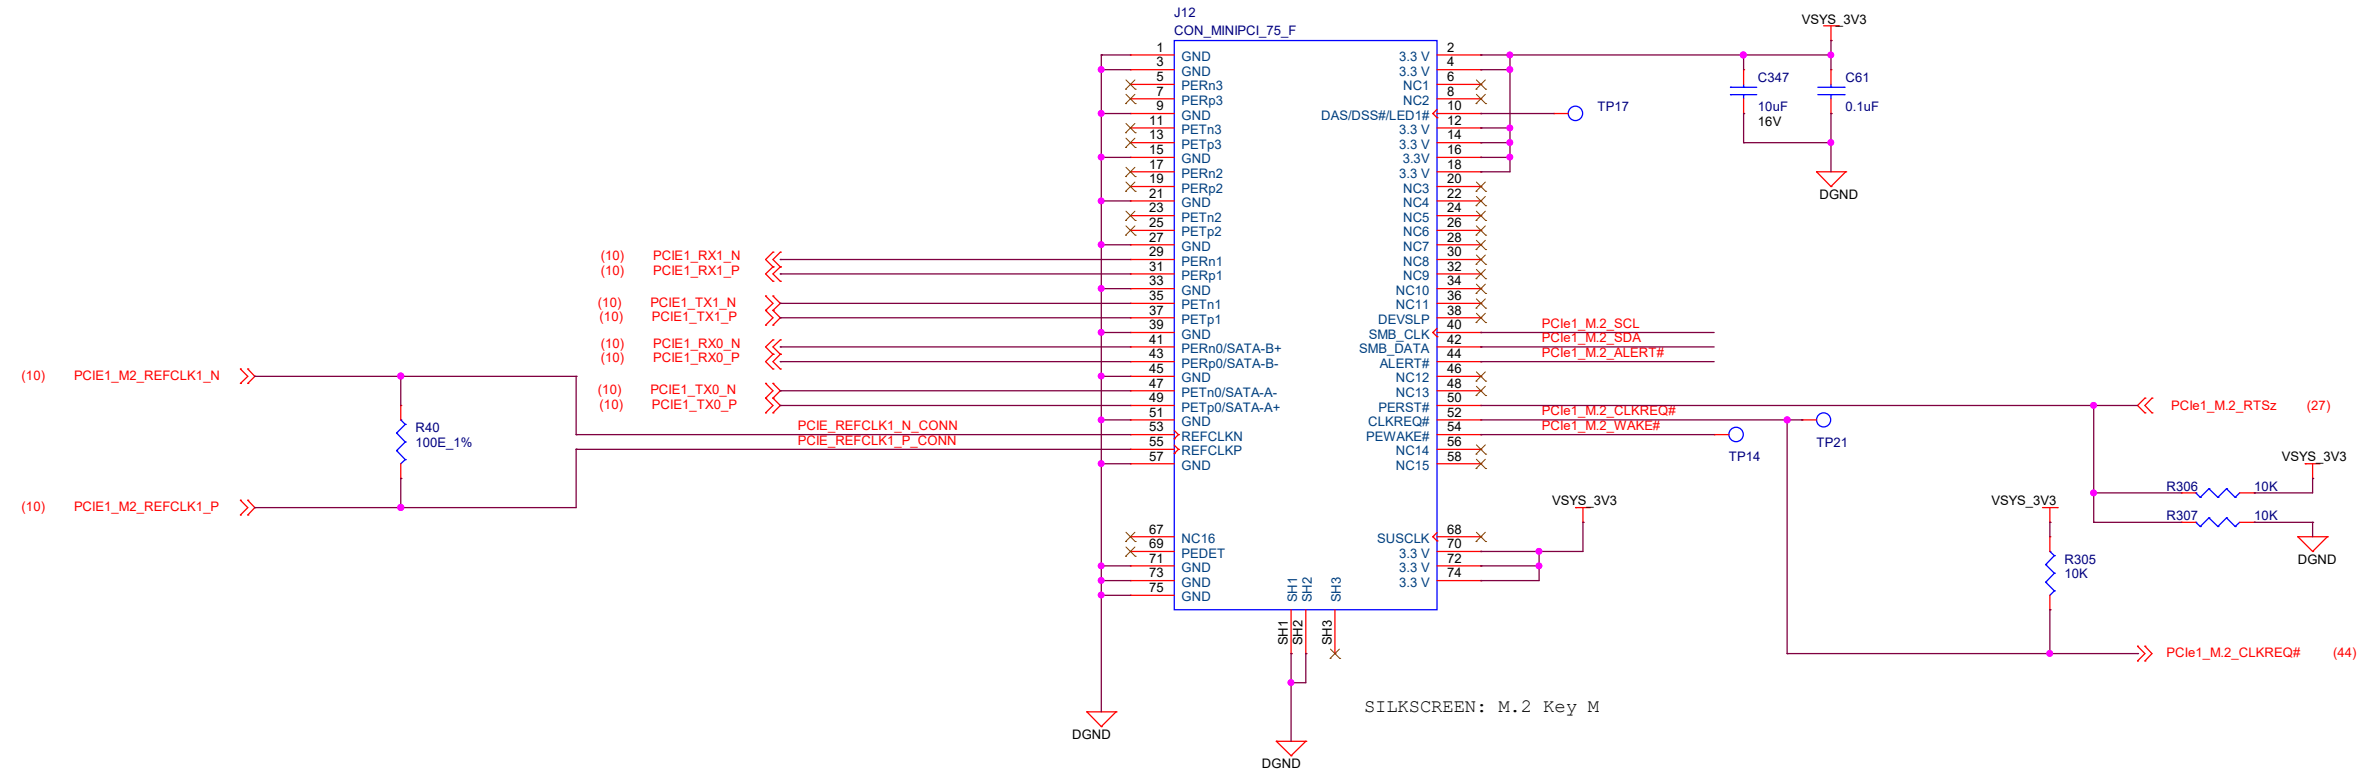 J12
CON_MINIPCI_75_F
VSYS_3V3
1 GND 3.3 V 2
3 GND 3.3 V 4
5 PERn3 NC1 6
7 PERp3 NC2 8
9 GND DAS/DSS#/LED1# 10
11 PETn3 3.3 V 12
13 PETp3 3.3 V 14
15 GND 3.3V 16
17 PERn2 3.3 V 18
19 PERp2 NC3 20
21 GND NC4 22
23 PETn2 NC5 24
25 PETp2 NC6 26
27 GND NC7 28
29 PERn1 NC8 30
31 PERp1 NC9 32
33 GND NC10 34
35 PETn1 NC11 36
37 PETp1 DEVSLP 38
39 GND SMB_CLK 40
41 PERn0/SATA-B+ SMB_DATA 42
43 PERp0/SATA-B- ALERT# 44
45 GND NC12 46
47 PETn0/SATA-A- NC13 48
49 PETp0/SATA-A+ PERST# 50
51 GND CLKREQ# 52
53 REFCLKN PEWAKE# 54
55 REFCLKP NC14 56
57 GND NC15 58
67 NC16 SUSCLK 68
69 PEDET 3.3 V 70
71 GND 3.3 V 72
73 GND 3.3 V 74
75 GND
SH1 SH2 SH3
SH1 SH2 SH3
TP17
C347
10uF
16V
C61
0.1uF
DGND
(10) PCIE1_RX1_N
(10) PCIE1_RX1_P
(10) PCIE1_TX1_N
(10) PCIE1_TX1_P
(10) PCIE1_RX0_N
(10) PCIE1_RX0_P
(10) PCIE1_TX0_N
(10) PCIE1_TX0_P
(10) PCIE1_M2_REFCLK1_N
R40
100E_1%
(10) PCIE1_M2_REFCLK1_P
PCIE_REFCLK1_N_CONN
PCIE_REFCLK1_P_CONN
PCIe1_M.2_SCL
PCIe1_M.2_SDA
PCIe1_M.2_ALERT#
PCIe1_M.2_CLKREQ#
PCIe1_M.2_WAKE#
TP21
TP14
PCIe1_M.2_RTSz (27)
VSYS_3V3
R306 10K
R307 10K
DGND
VSYS_3V3
R305
10K
VSYS_3V3
PCIe1_M.2_CLKREQ# (44)
SILKSCREEN: M.2 Key M
DGND
DGND